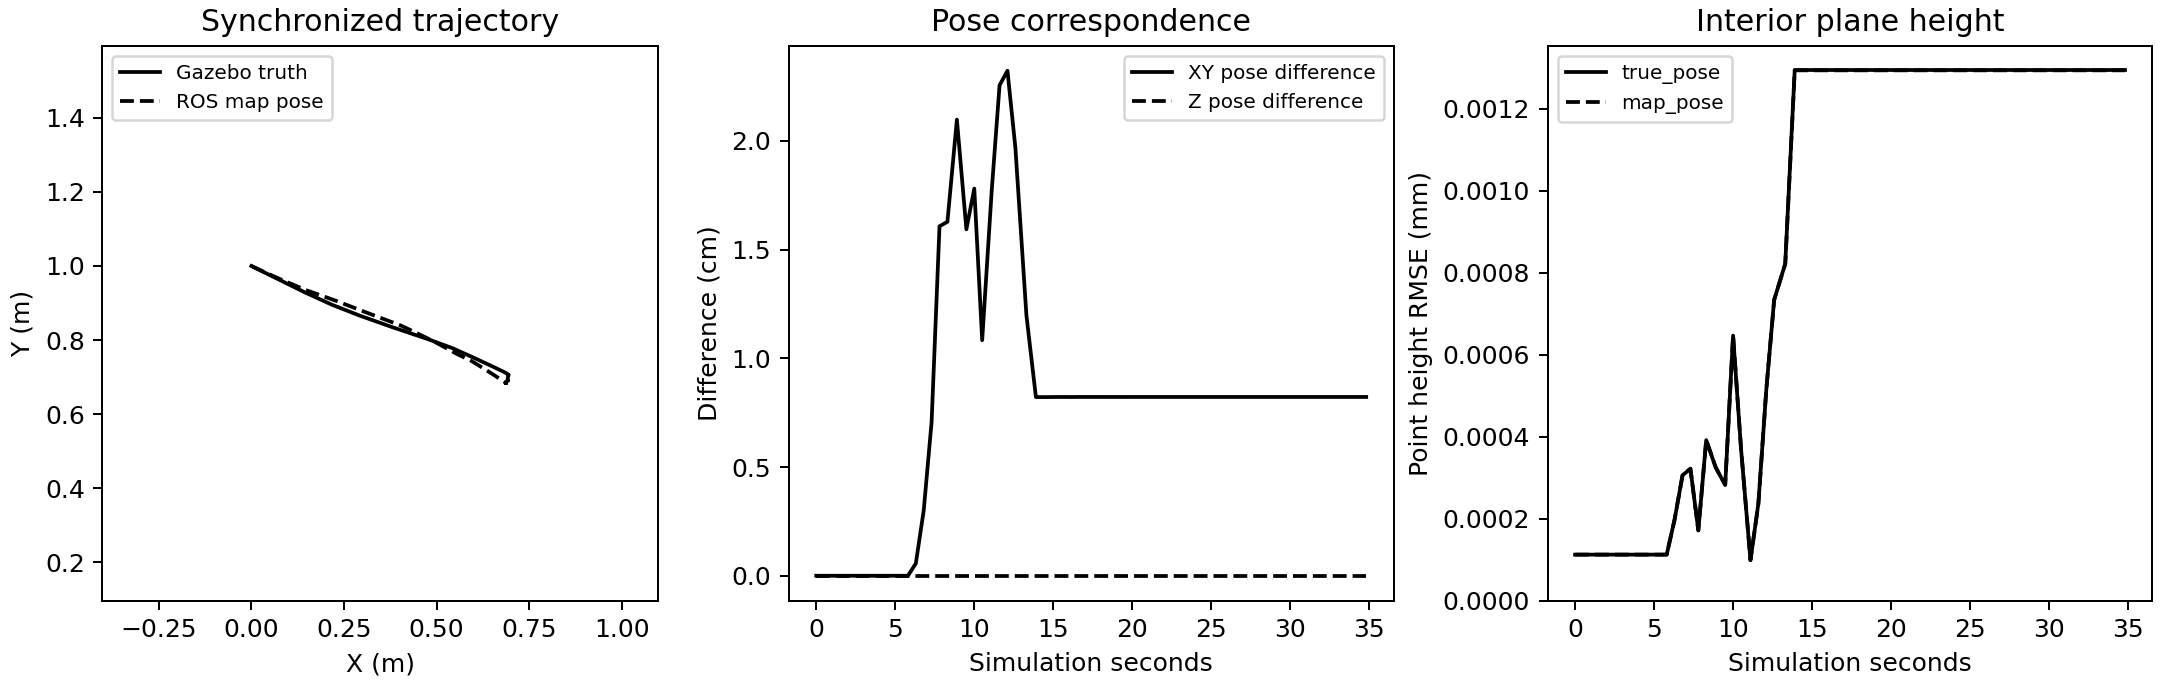 Synchronized trajectory
Gazebo truth
ROS map pose
1.4
1.2
1.0
0.8
0.6
0.4
0.2
Y (m)
−0.25 0.00 0.25 0.50 0.75 1.00
X (m)
Pose correspondence
XY pose difference
Z pose difference
2.0
1.5
1.0
0.5
0.0
Difference (cm)
0 5 10 15 20 25 30 35
Simulation seconds
Interior plane height
true_pose
map_pose
0.0012
0.0010
0.0008
0.0006
0.0004
0.0002
0.0000
Point height RMSE (mm)
0 5 10 15 20 25 30 35
Simulation seconds